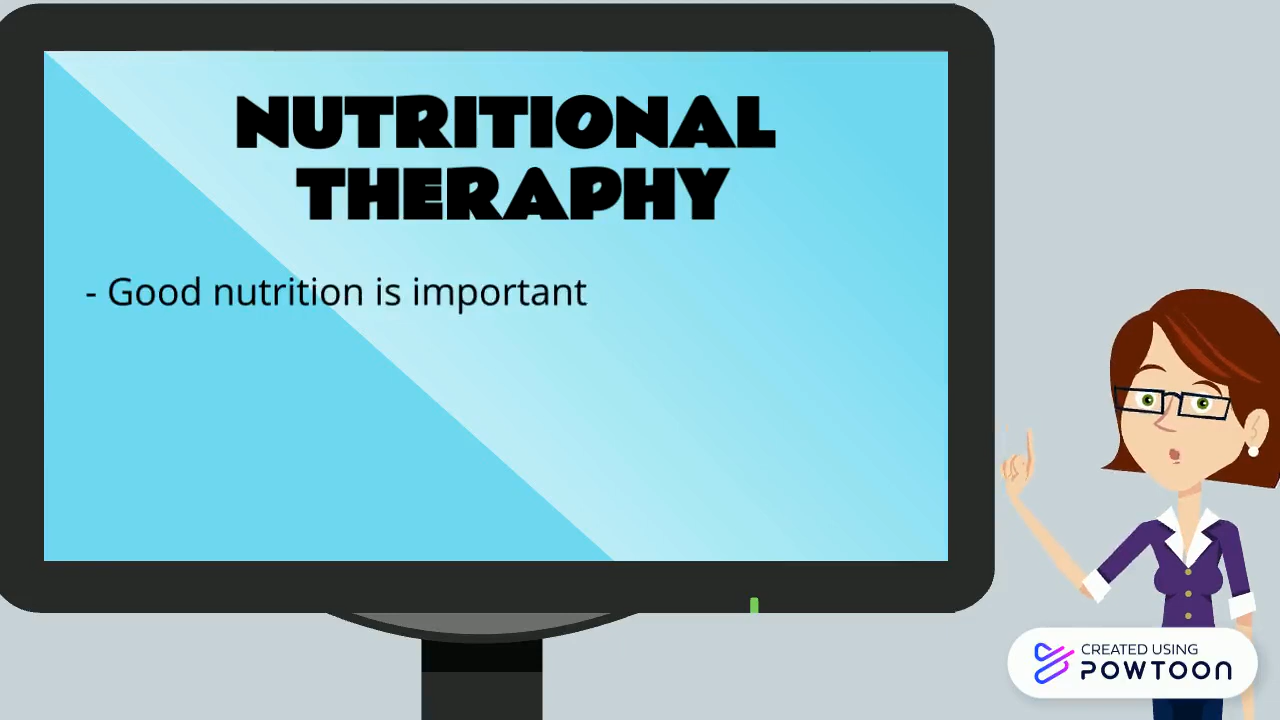 NUTRITIONAL
THERAPHY
- Good nutrition is important
CREATED USING
POWTOON